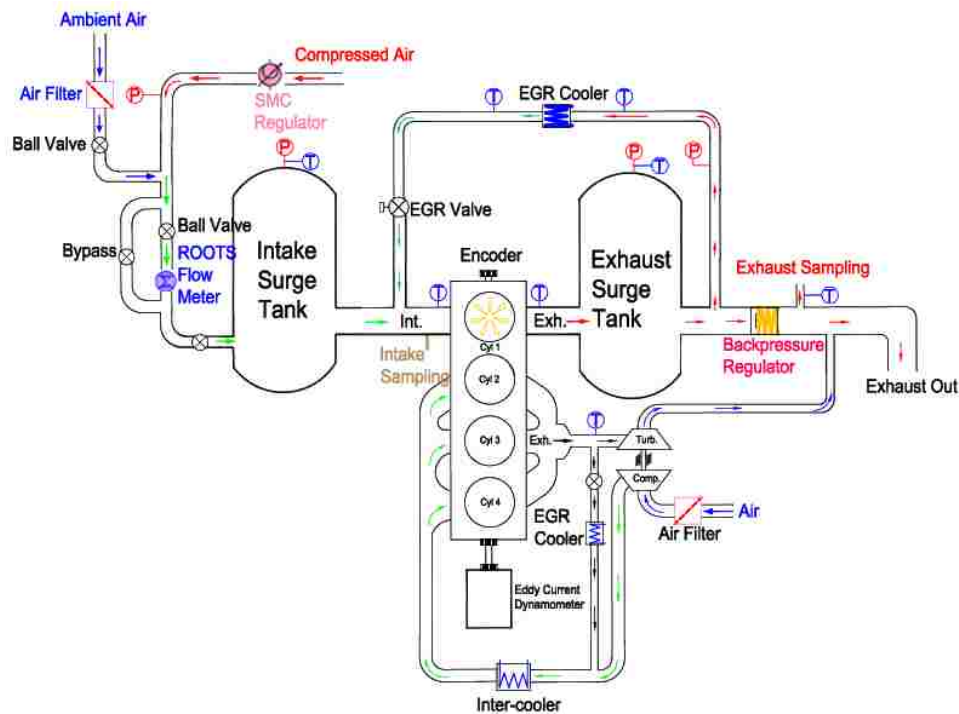 Ambient Air
Compressed Air
Air Filter
P
SMC
Regulator
Ball Valve
T
EGR Cooler
T
P
T
P
T
P
T
Bypass
Ball Valve
ROOTS
Flow
Meter
Intake
Surge
Tank
EGR Valve
Encoder
Exhaust
Surge
Tank
Exhaust Sampling
T
T
T
Int.
Exh.
Cyl 1
Intake
Sampling
Backpressure
Regulator
Exhaust Out
Cyl 2
Cyl 3
Exh.
T
Turb.
Comp.
Cyl 4
EGR
Cooler
Air
Air Filter
Eddy Current
Dynamometer
Inter-cooler